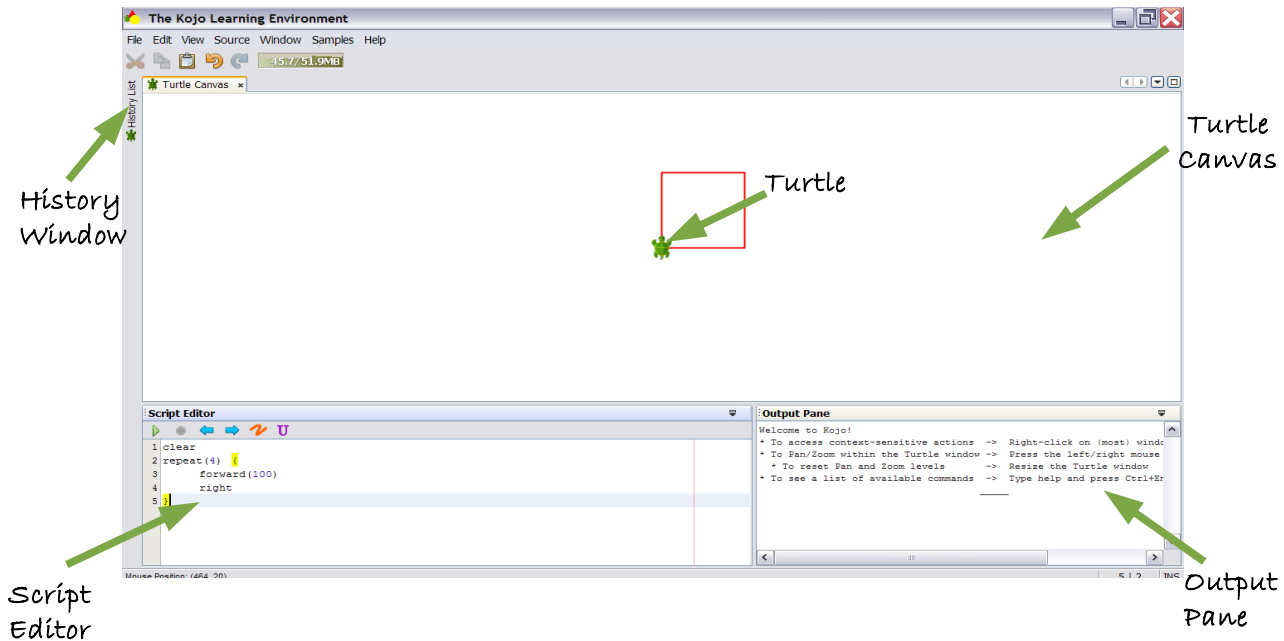 The Kojo Learning Environment
File Edit View Source Window Samples Help
45.7/51.9MB
Turtle Canvas ×
History List
Turtle
Canvas
Turtle
History
Window
Script Editor
Output Pane
U
1 clear
2 repeat(4) {
3 forward(100)
4 right
5 }
Welcome to Kojo!
* To access context-sensitive actions -> Right-click on (most) windo
* To Pan/Zoom within the Turtle window -> Press the left/right mouse
* To reset Pan and Zoom levels -> Resize the Turtle window
* To see a list of available commands -> Type help and press Ctrl+En
Mouse Position: (464, 20)
5 | 2 INS
Script
Editor
Output
Pane